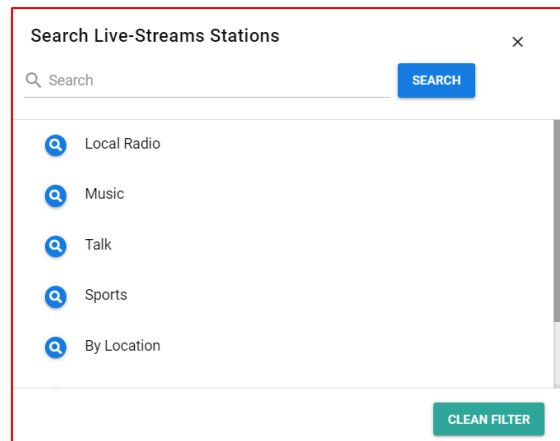 Search Live-Streams Stations
Search
SEARCH
Local Radio
Music
Talk
Sports
By Location
CLEAN FILTER